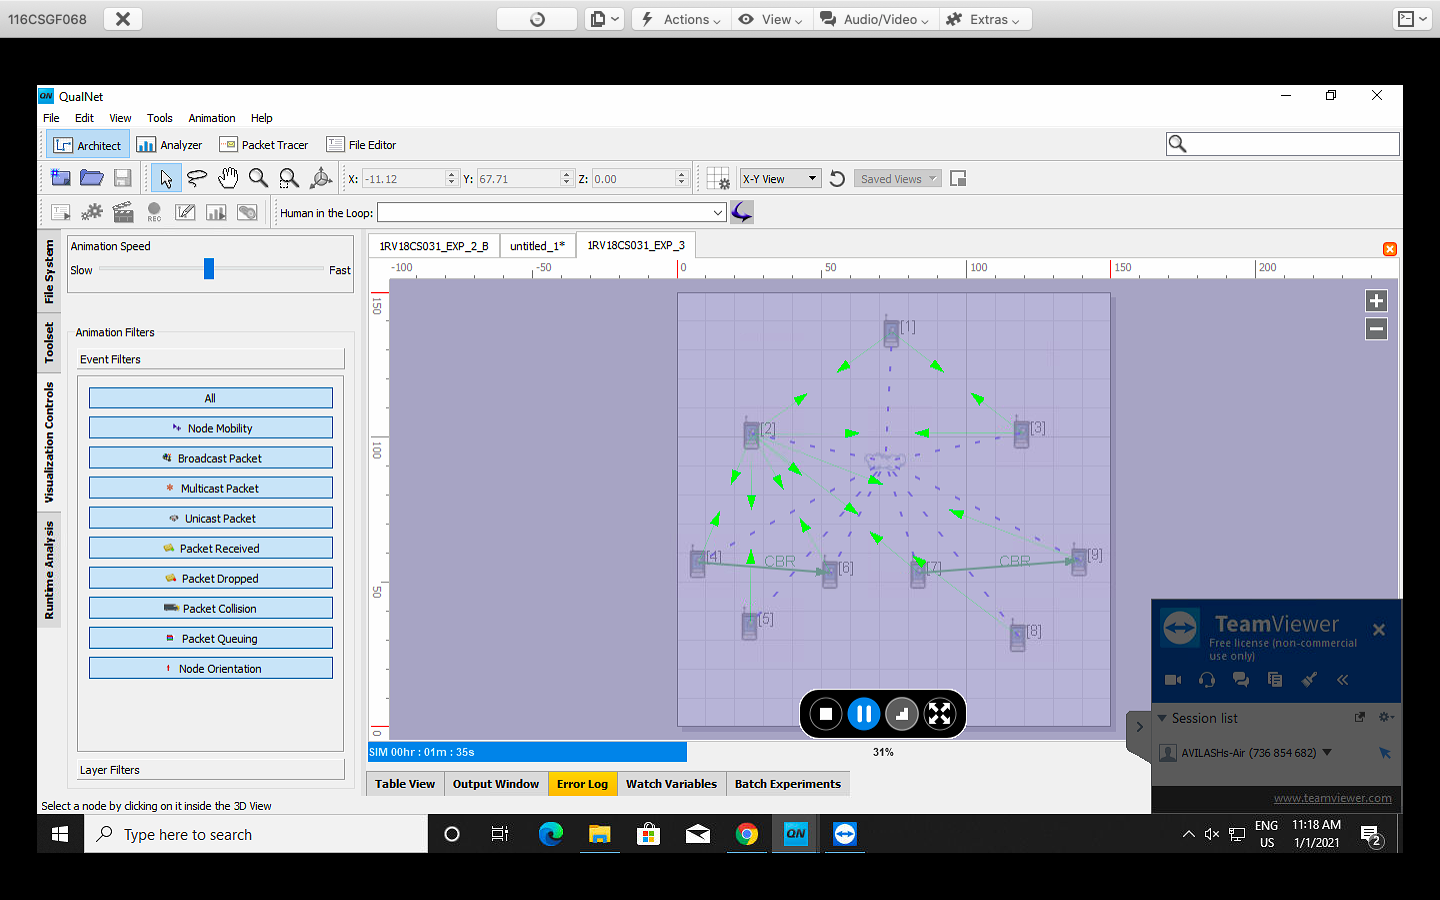 116CSGF068
Actions
View
Audio/Video
Extras
QN QualNet
File Edit View Tools Animation Help
Architect Analyzer Packet Tracer File Editor
X: -11.12 Y: 67.71 Z: 0.00 X-Y View Saved Views
REC Human in the Loop:
File System
Toolset
Visualization Controls
Runtime Analysis
Animation Speed
Slow Fast
Animation Filters
Event Filters
All
Node Mobility
Broadcast Packet
Multicast Packet
Unicast Packet
Packet Received
Packet Dropped
Packet Collision
Packet Queuing
Node Orientation
Layer Filters
1RV18CS031_EXP_2_B untitled_1* 1RV18CS031_EXP_3
-100 -50 0 50 100 150 200
150
100
50
0
[1]
[2]
[3]
[4] CBR [6] [7] CBR [9]
[5]
[8]
SIM 00hr : 01m : 35s 31%
Table View Output Window Error Log Watch Variables Batch Experiments
TeamViewer
Free license (non-commercial
use only)
Session list
AVILASHs-Air (736 854 682)
www.teamviewer.com
Select a node by clicking on it inside the 3D View
Type here to search
QN
ENG
US
11:18 AM
1/1/2021
2